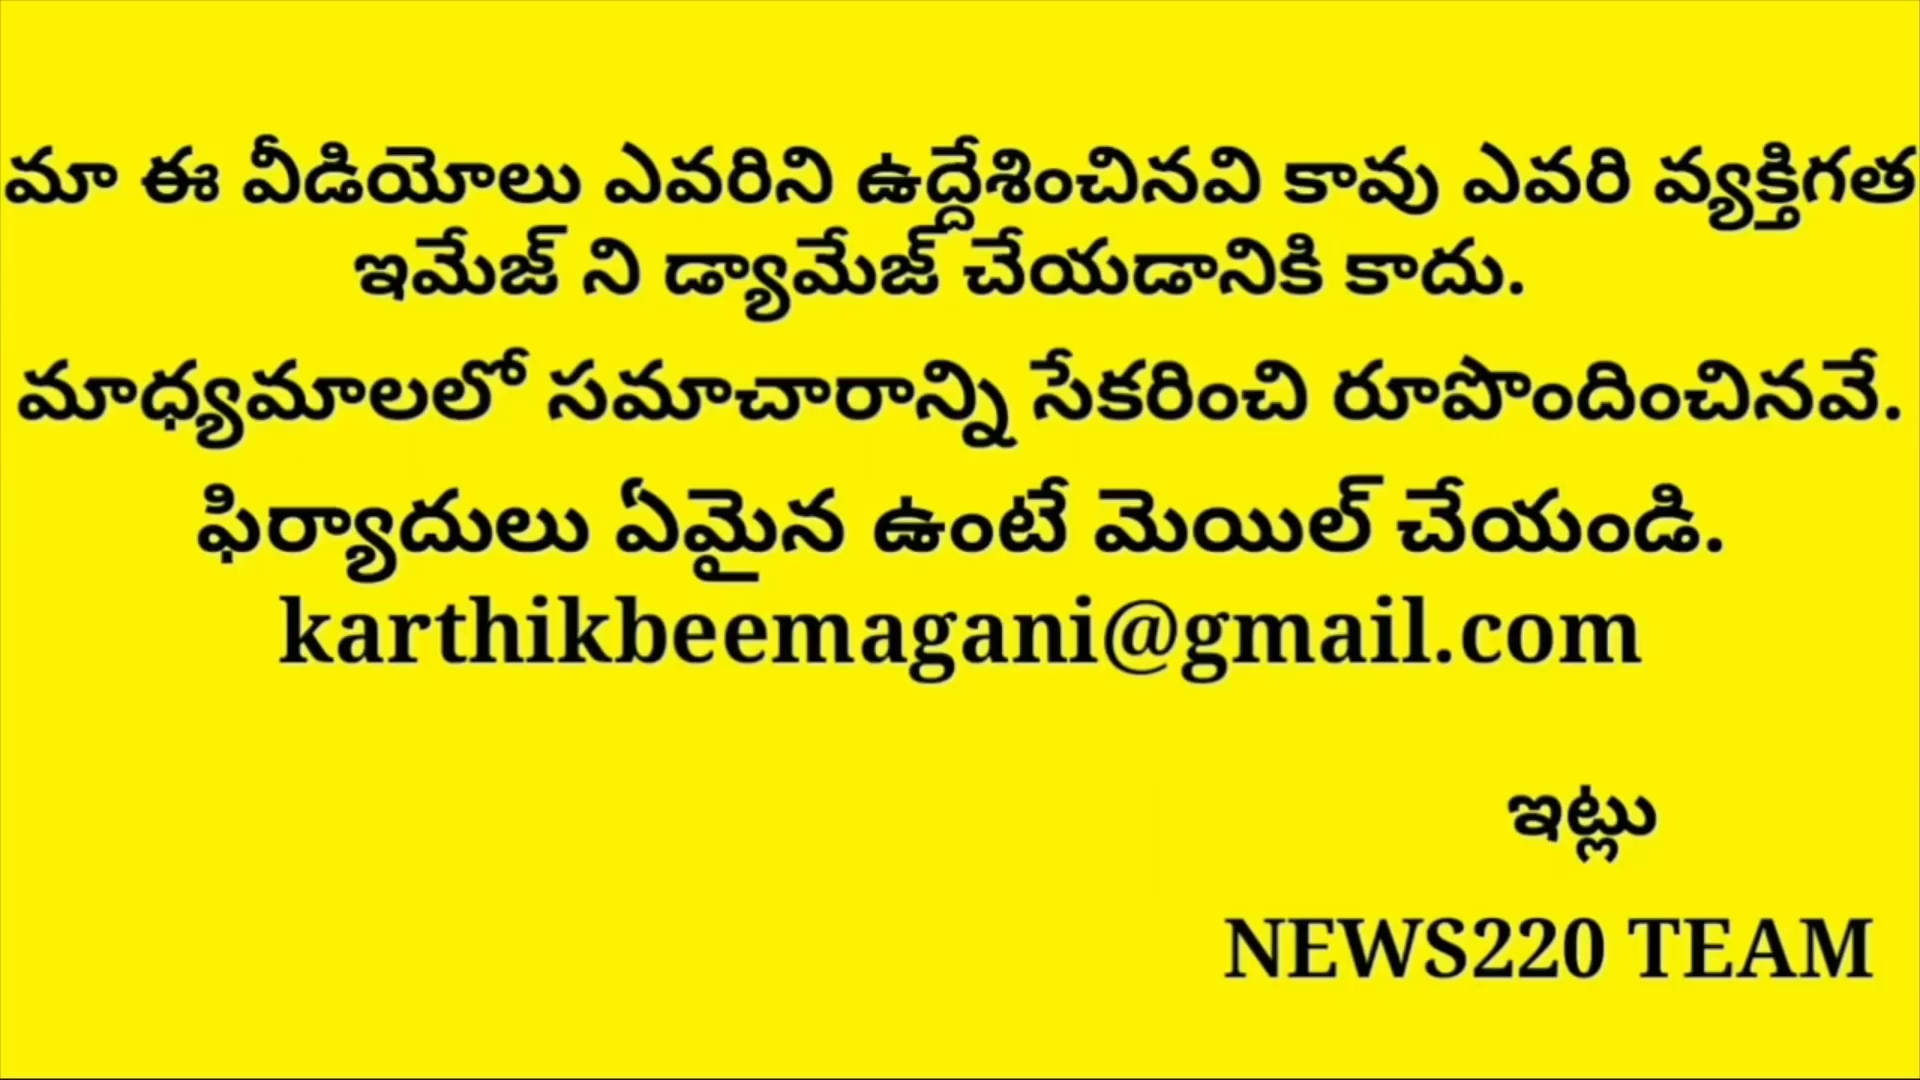 మా ఈ వీడియోలు ఎవరిని ఉద్దేశించినవి కావు ఎవరి వ్యక్తిగత
ఇమేజ్ ని డ్యామేజ్ చేయడానికి కాదు.
మాధ్యమాలలో సమాచారాన్ని సేకరించి రూపొందించినవే.
ఫిర్యాదులు ఏమైన ఉంటే మెయిల్ చేయండి.
karthikbeemagani@gmail.com
ఇట్లు
NEWS220 TEAM